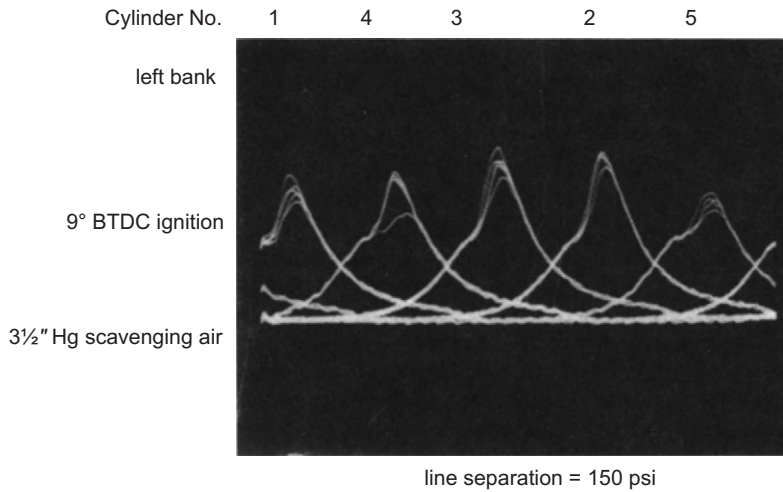 Cylinder No. 1 4 3 2 5
left bank
9° BTDC ignition
3½″ Hg scavenging air
line separation = 150 psi